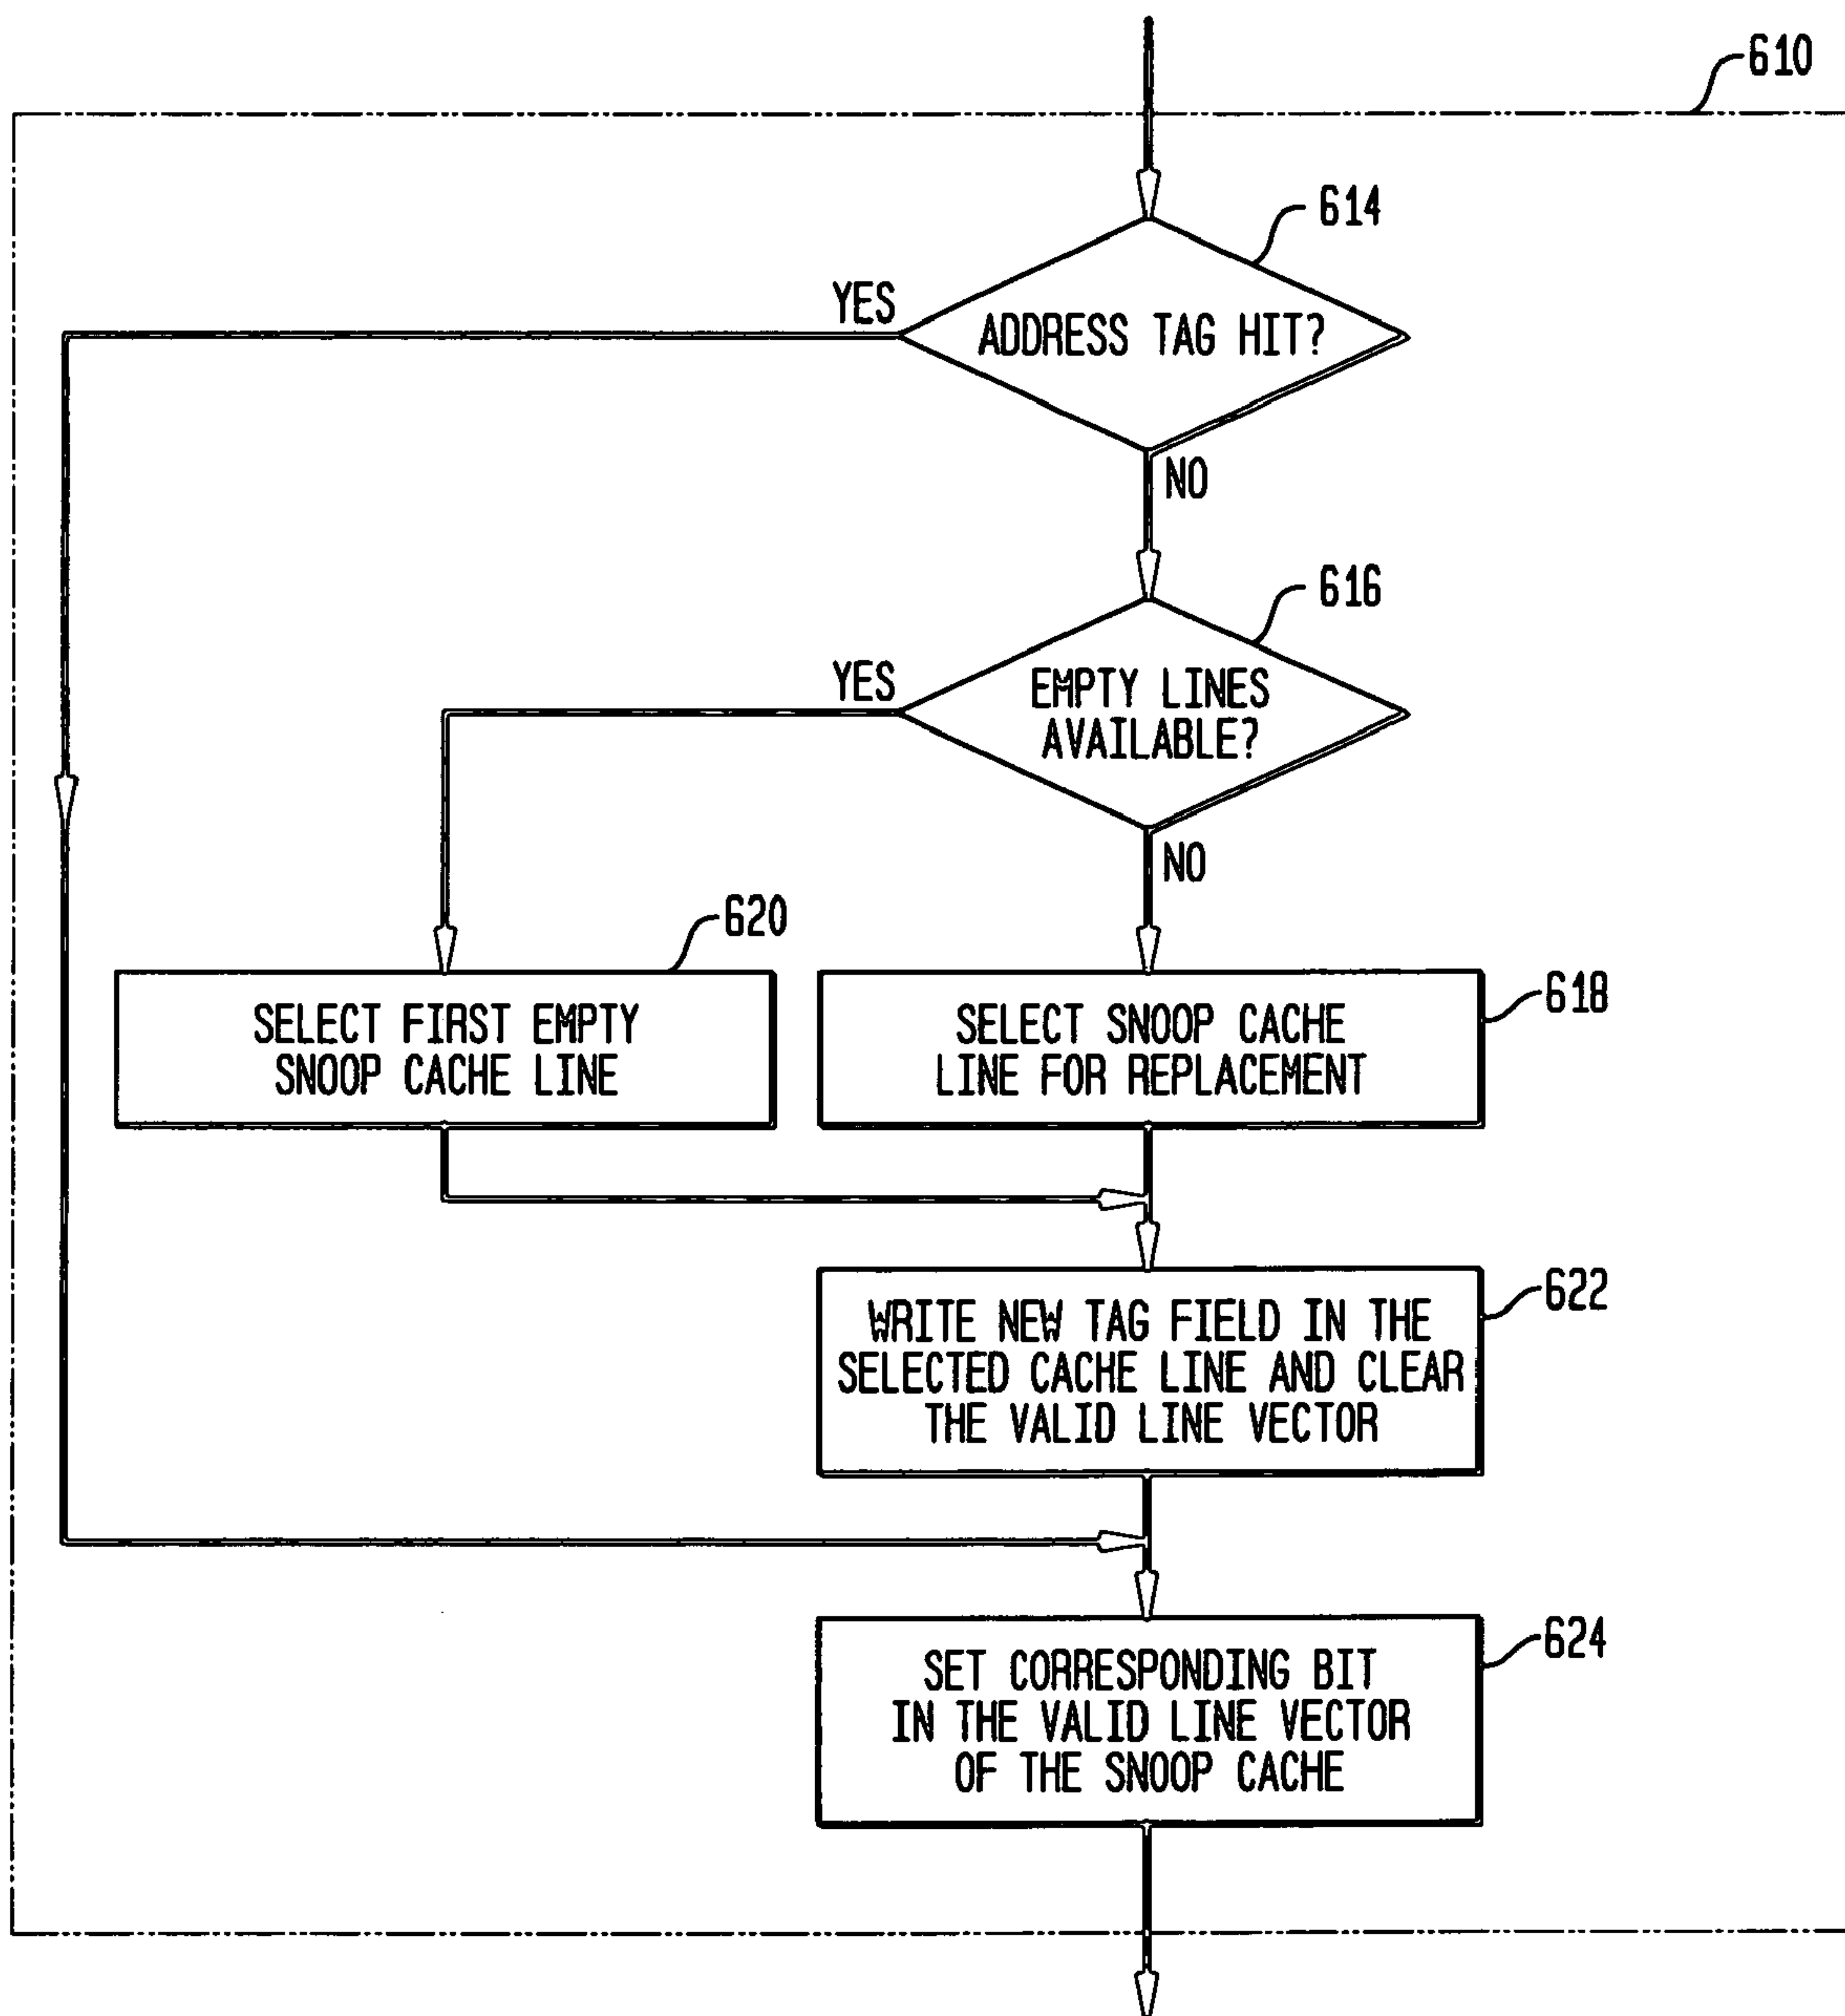 610
614
YES
ADDRESS TAG HIT?
NO
616
YES
EMPTY LINES
AVAILABLE?
NO
620
SELECT FIRST EMPTY
SNOOP CACHE LINE
618
SELECT SNOOP CACHE
LINE FOR REPLACEMENT
622
WRITE NEW TAG FIELD IN THE
SELECTED CACHE LINE AND CLEAR
THE VALID LINE VECTOR
624
SET CORRESPONDING BIT
IN THE VALID LINE VECTOR
OF THE SNOOP CACHE